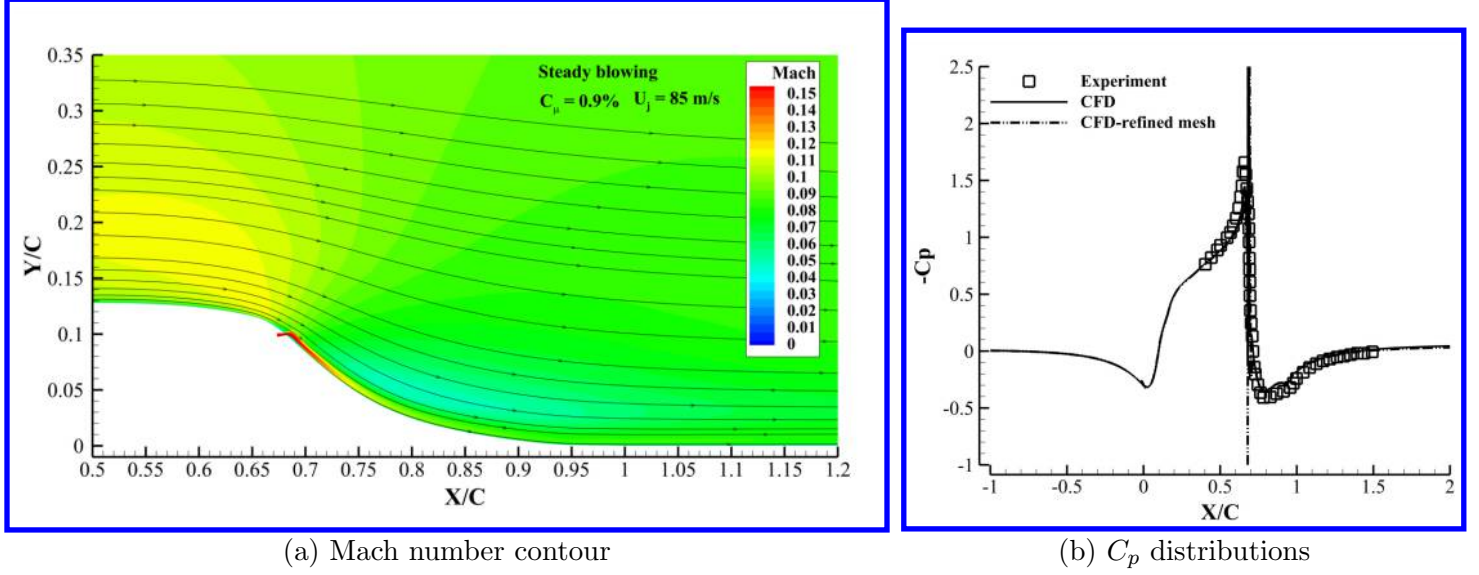 Steady blowing
Cμ = 0.9% Uj = 85 m/s
Mach
0.15
0.14
0.13
0.12
0.11
0.10
0.09
0.08
0.07
0.06
0.05
0.04
0.03
0.02
0.01
0
Y/C
0.35
0.3
0.25
0.2
0.15
0.1
0.05
0
0.5 0.55 0.6 0.65 0.7 0.75 0.8 0.85 0.9 0.95 1 1.05 1.1 1.15 1.2
X/C
(a) Mach number contour
Experiment
CFD
CFD-refined mesh
-Cp
2.5
2
1.5
1
0.5
0
-0.5
-1
-1 -0.5 0 0.5 1 1.5 2
X/C
(b) Cp distributions